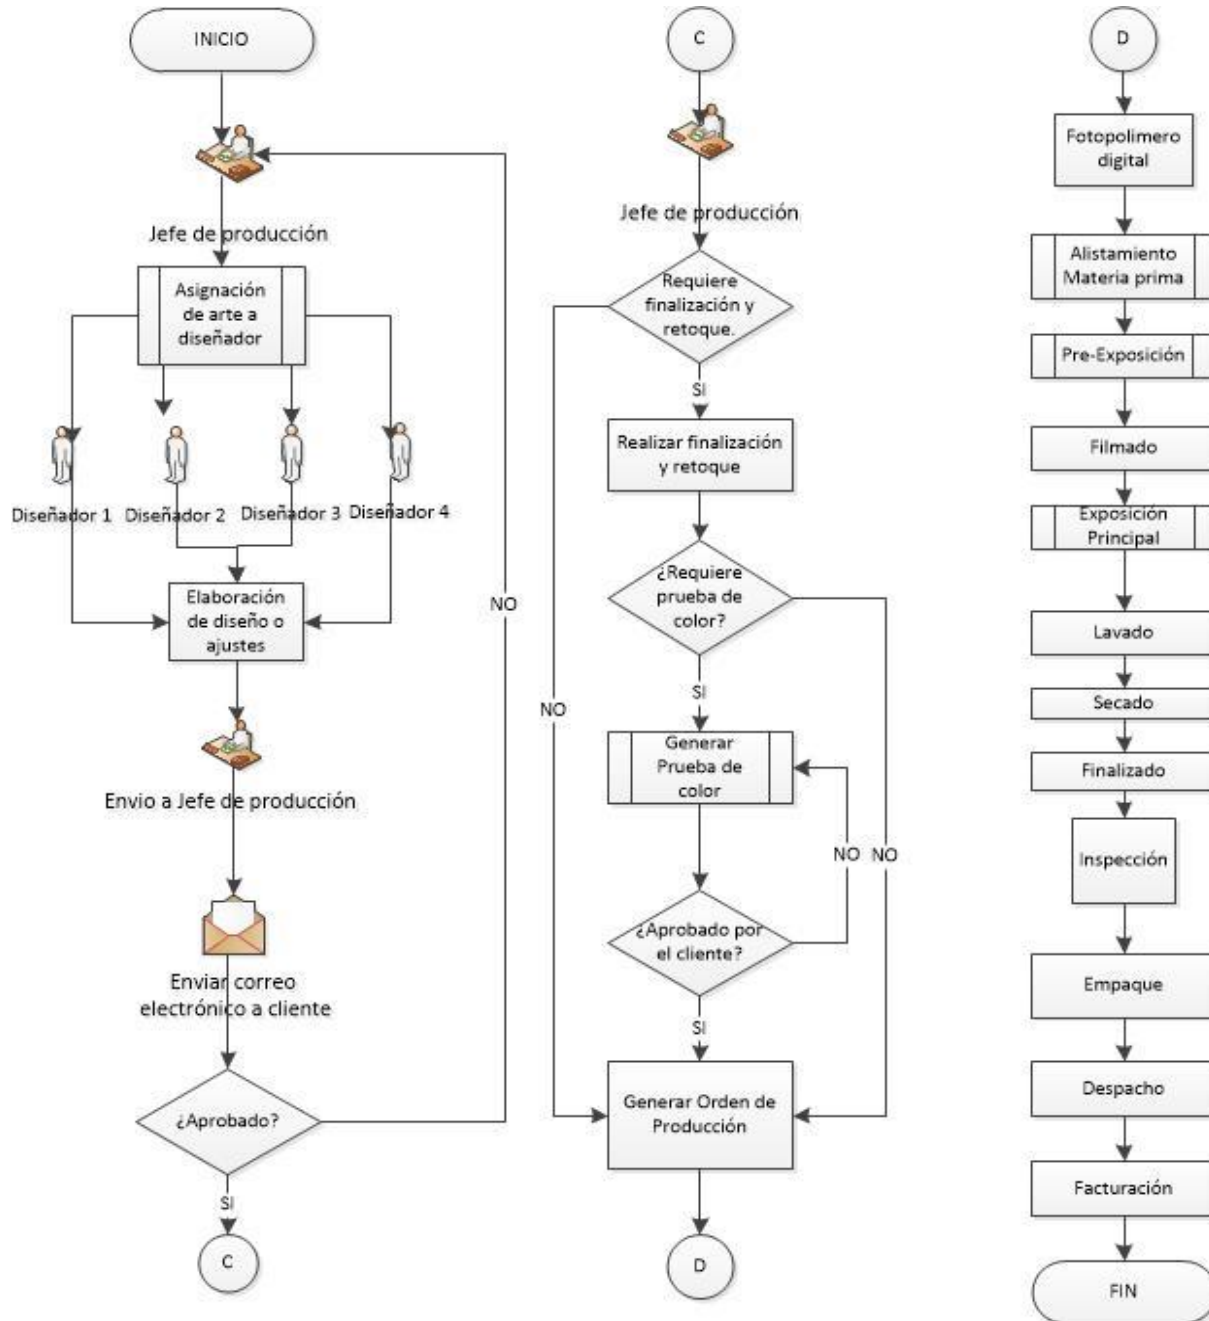 INICIO
Jefe de producción
Asignación
de arte a
diseñador
Diseñador 1
Diseñador 2
Diseñador 3
Diseñador 4
Elaboración
de diseño o
ajustes
Envio a Jefe de producción
Enviar correo
electrónico a cliente
¿Aprobado?
NO
SI
C
C
Jefe de producción
Requiere
finalización y
retoque.
NO
SI
Realizar finalización
y retoque
¿Requiere
prueba de
color?
NO
SI
Generar
Prueba de
color
¿Aprobado por
el cliente?
NO
SI
Generar Orden de
Producción
D
D
Fotopolimero
digital
Alistamiento
Materia prima
Pre-Exposición
Filmado
Exposición
Principal
Lavado
Secado
Finalizado
Inspección
Empaque
Despacho
Facturación
FIN